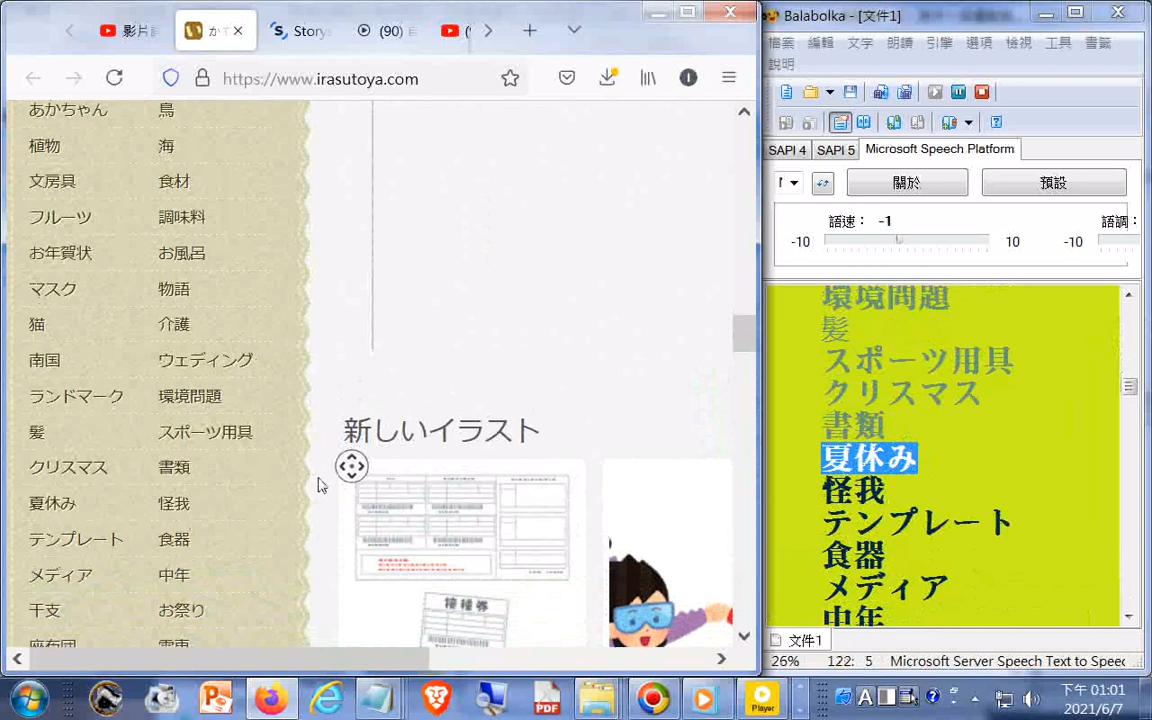 影片
かす
Story
(90)
https://www.irasutoya.com
あかちゃん 鳥
植物 海
文房具 食材
フルーツ 調味料
お年賀状 お風呂
マスク 物語
猫 介護
南国 ウェディング
ランドマーク 環境問題
髪 スポーツ用具
クリスマス 書類
夏休み 怪我
テンプレート 食器
メディア 中年
干支 お祭り
座布団 電車
新しいイラスト
接種券
Balabolka - [文件1]
檔案 編輯 文字 朗讀 引擎 選項 檢視 工具 書籤
說明
SAPI 4 SAPI 5 Microsoft Speech Platform
關於 預設
語速： -1 語調：
-10 10 -10
環境問題
髪
スポーツ用具
クリスマス
書類
夏休み
怪我
テンプレート
食器
メディア
中年
文件1
26% 122: 5 Microsoft Server Speech Text to Speec
PDF
Player
下午 01:01
2021/6/7